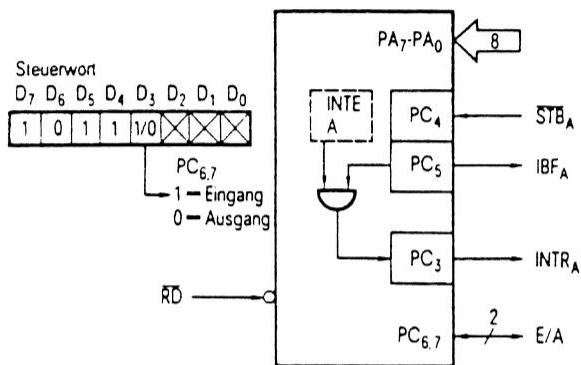 Steuerwort
D7 D6 D5 D4 D3 D2 D1 D0
1 0 1 1 1/0
PC6,7
1 – Eingang
0 – Ausgang
RD
PA7-PA0
8
INTE
A
PC4
STBA
PC5
IBFA
PC3
INTRA
PC6,7
2
E/A